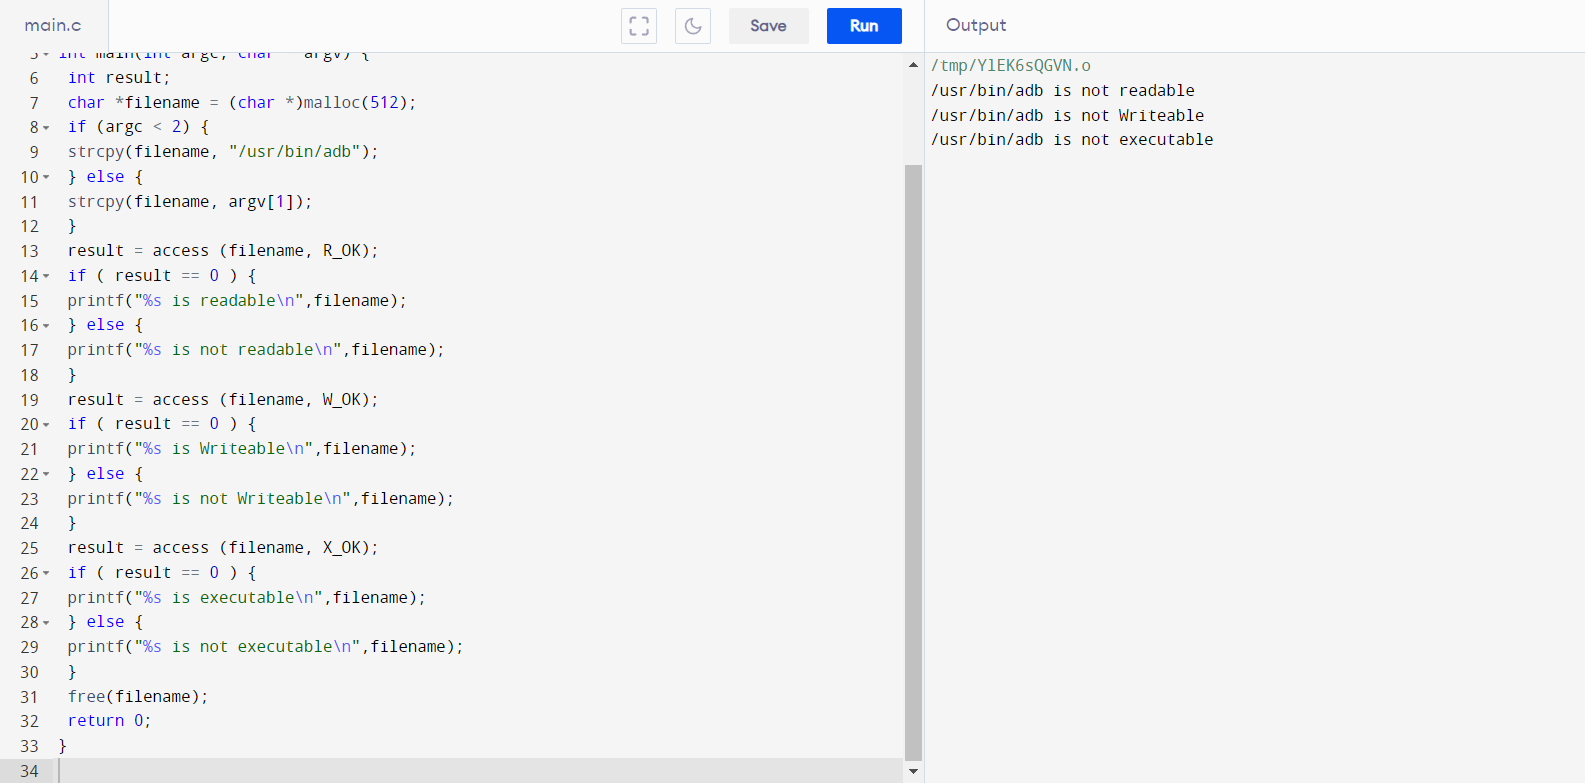 main.c
Save
Run
Output
int main(int argc, char argv) {
6 int result;
7 char *filename = (char *)malloc(512);
8 if (argc < 2) {
9 strcpy(filename, "/usr/bin/adb");
10 } else {
11 strcpy(filename, argv[1]);
12 }
13 result = access (filename, R_OK);
14 if ( result == 0 ) {
15 printf("%s is readable\n",filename);
16 } else {
17 printf("%s is not readable\n",filename);
18 }
19 result = access (filename, W_OK);
20 if ( result == 0 ) {
21 printf("%s is Writeable\n",filename);
22 } else {
23 printf("%s is not Writeable\n",filename);
24 }
25 result = access (filename, X_OK);
26 if ( result == 0 ) {
27 printf("%s is executable\n",filename);
28 } else {
29 printf("%s is not executable\n",filename);
30 }
31 free(filename);
32 return 0;
33 }
34
/tmp/YlEK6sQGVN.o
/usr/bin/adb is not readable
/usr/bin/adb is not Writeable
/usr/bin/adb is not executable